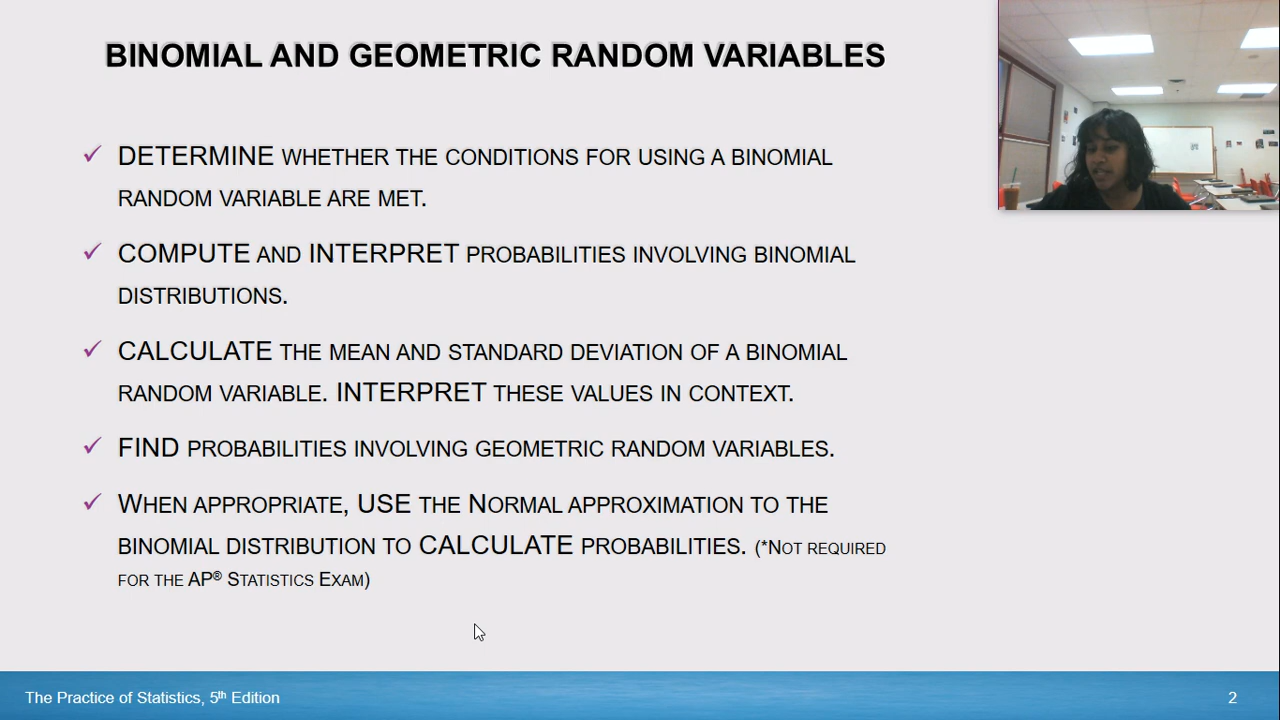 BINOMIAL AND GEOMETRIC RANDOM VARIABLES
✓ DETERMINE WHETHER THE CONDITIONS FOR USING A BINOMIAL
RANDOM VARIABLE ARE MET.
✓ COMPUTE AND INTERPRET PROBABILITIES INVOLVING BINOMIAL
DISTRIBUTIONS.
✓ CALCULATE THE MEAN AND STANDARD DEVIATION OF A BINOMIAL
RANDOM VARIABLE. INTERPRET THESE VALUES IN CONTEXT.
✓ FIND PROBABILITIES INVOLVING GEOMETRIC RANDOM VARIABLES.
✓ WHEN APPROPRIATE, USE THE NORMAL APPROXIMATION TO THE
BINOMIAL DISTRIBUTION TO CALCULATE PROBABILITIES. (*NOT REQUIRED
FOR THE AP® STATISTICS EXAM)
The Practice of Statistics, 5th Edition
2